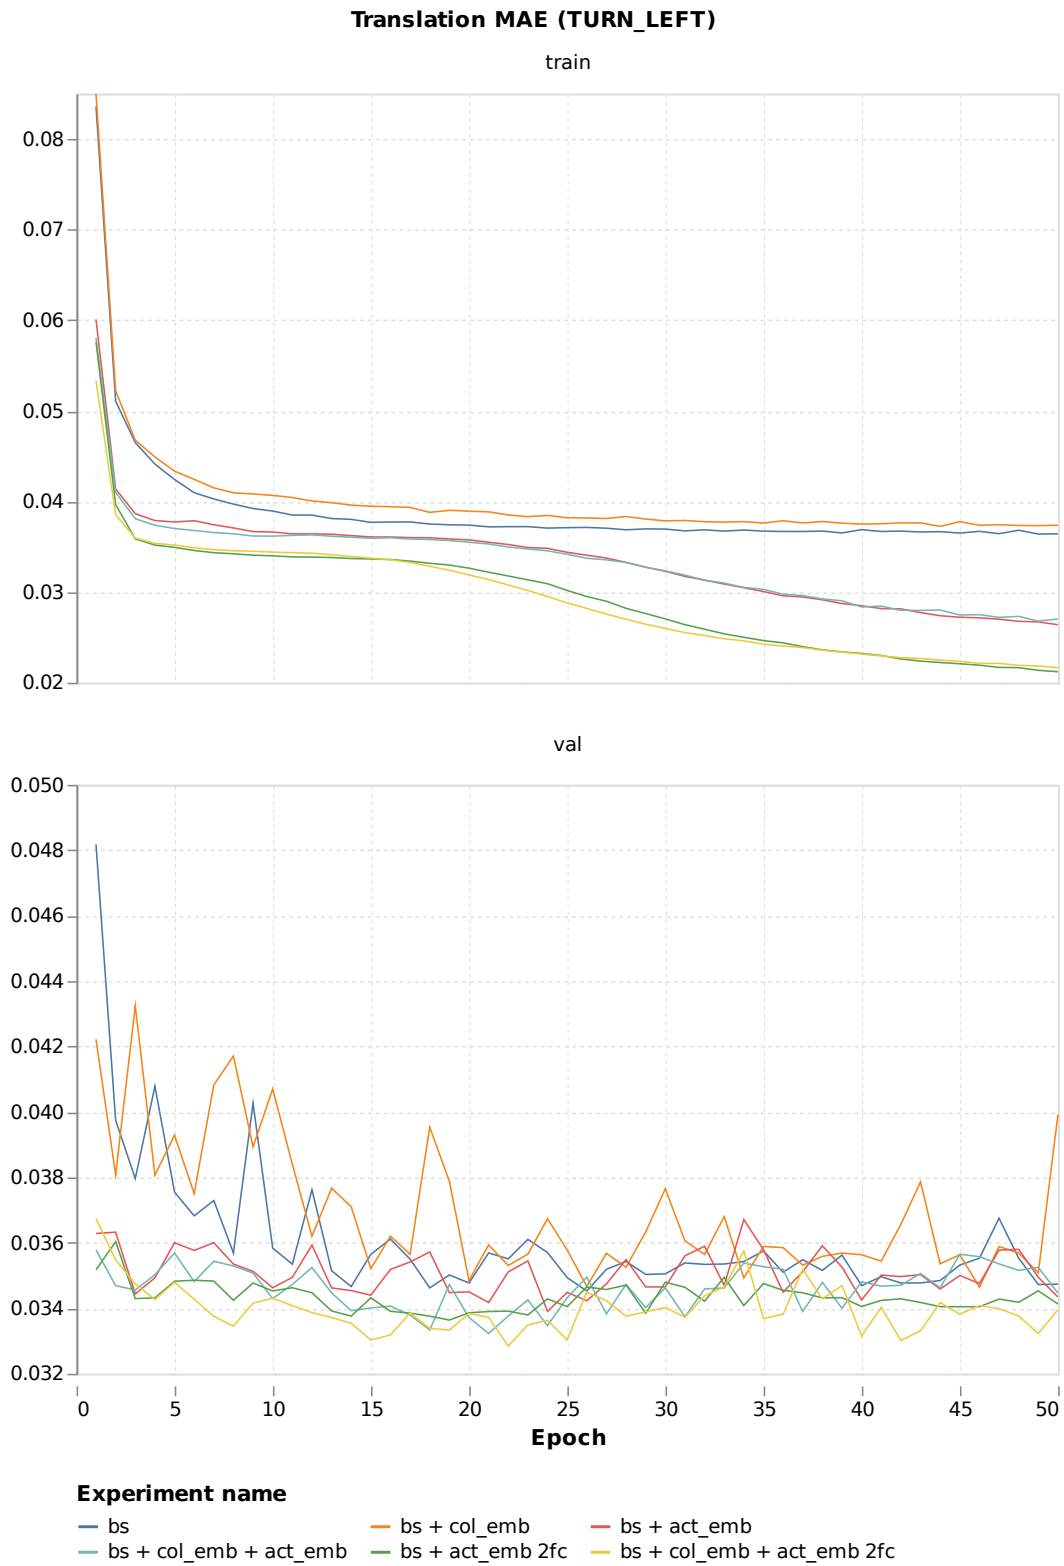 Translation MAE (TURN_LEFT)
train
0.08
0.07
0.06
0.05
0.04
0.03
0.02
val
0.050
0.048
0.046
0.044
0.042
0.040
0.038
0.036
0.034
0.032
0 5 10 15 20 25 30 35 40 45 50
Epoch
Experiment name
bs bs + col_emb bs + act_emb
bs + col_emb + act_emb bs + act_emb 2fc bs + col_emb + act_emb 2fc